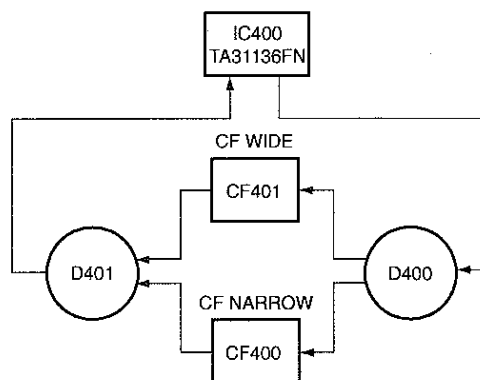 IC400
TA31136FN
CF WIDE
CF401
D401
D400
CF NARROW
CF400